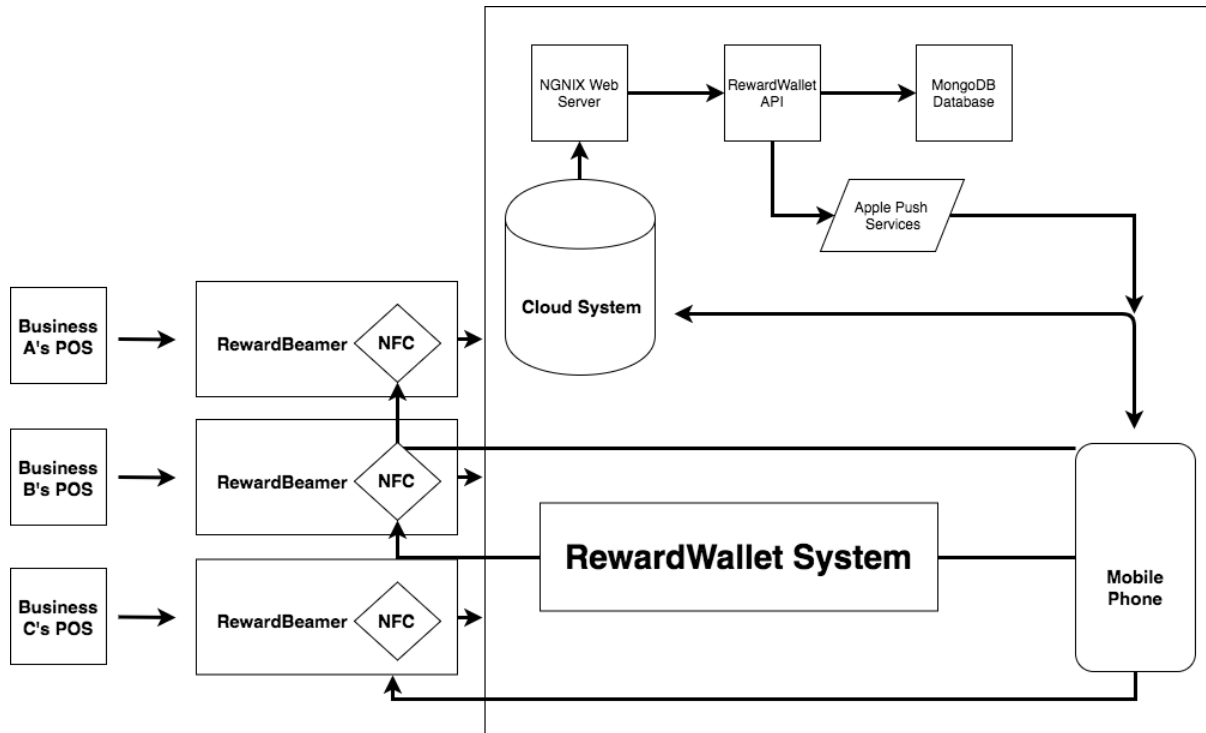 NGNIX Web
Server
RewardWallet
API
MongoDB
Database
Apple Push
Services
Cloud System
Business
A's POS
RewardBeamer
NFC
Business
B's POS
RewardBeamer
NFC
RewardWallet System
Business
C's POS
RewardBeamer
NFC
Mobile
Phone